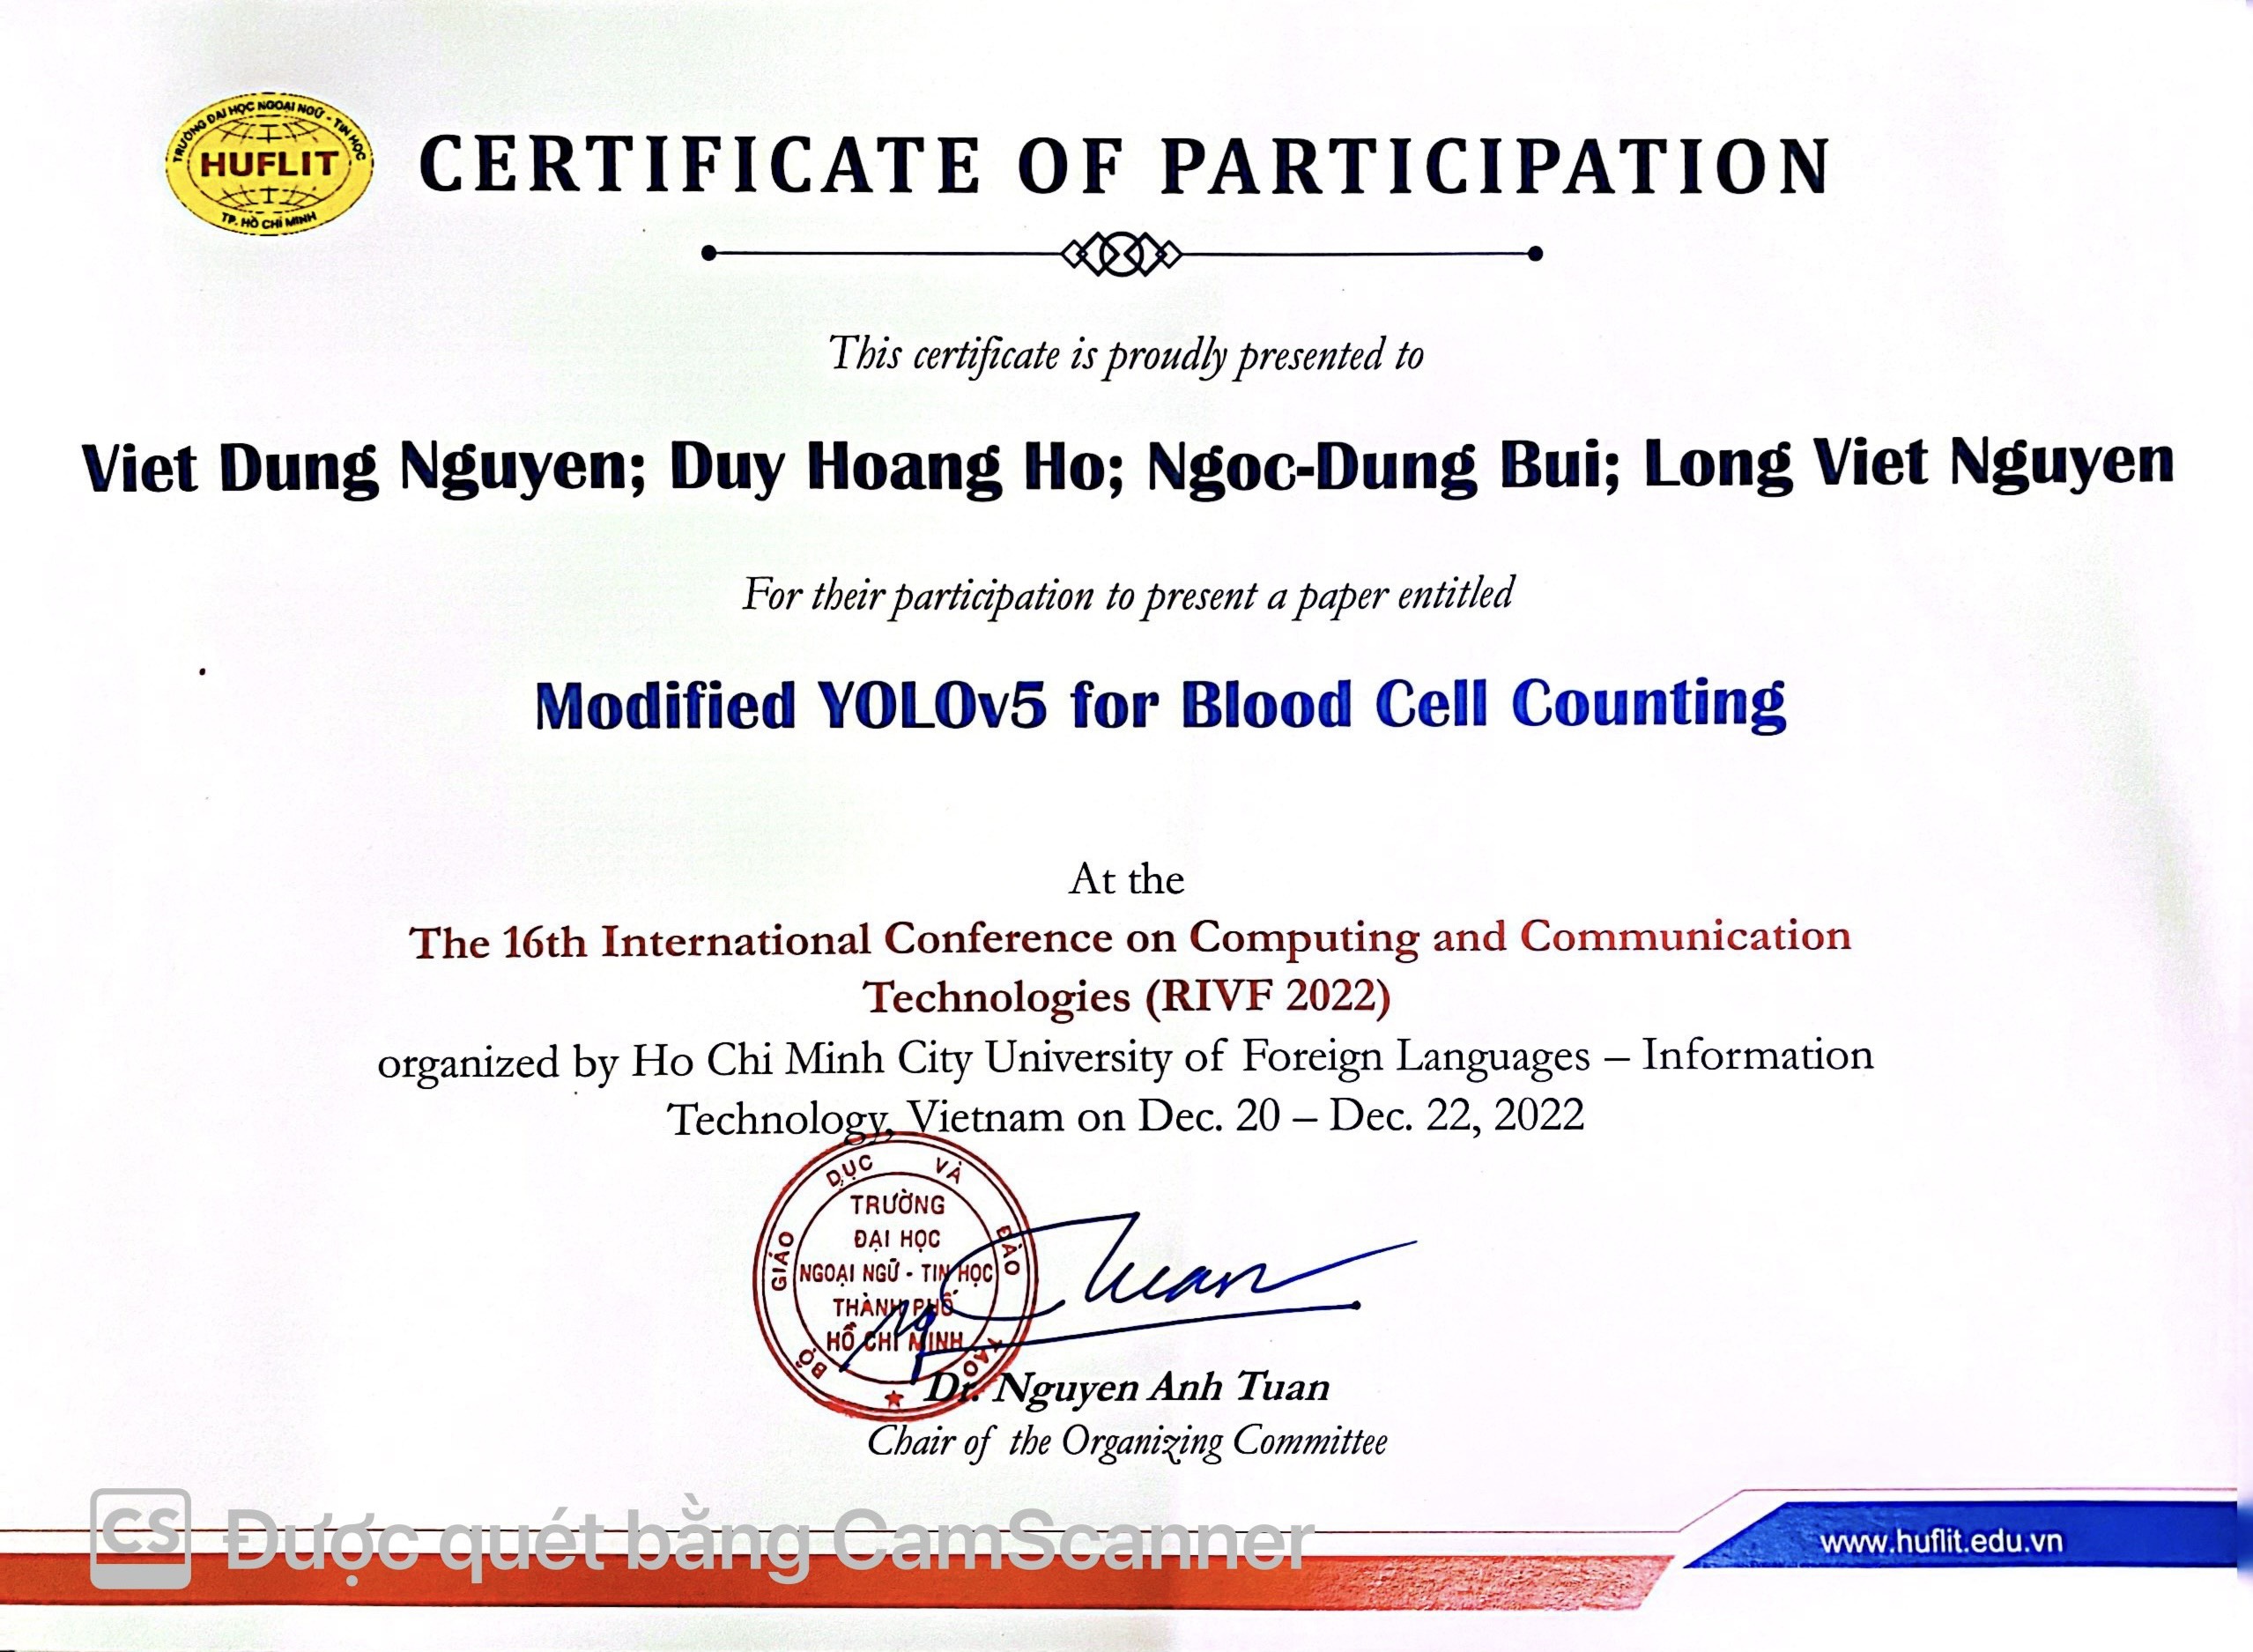 TRƯỜNG ĐẠI HỌC NGOẠI NGỮ - TIN HỌC
HUFLIT
TP. HỒ CHÍ MINH
CERTIFICATE OF PARTICIPATION
This certificate is proudly presented to
Viet Dung Nguyen; Duy Hoang Ho; Ngoc-Dung Bui; Long Viet Nguyen
For their participation to present a paper entitled
Modified YOLOv5 for Blood Cell Counting
At the
The 16th International Conference on Computing and Communication
Technologies (RIVF 2022)
organized by Ho Chi Minh City University of Foreign Languages – Information
Technology, Vietnam on Dec. 20 – Dec. 22, 2022
BỘ GIÁO DỤC VÀ ĐÀO TẠO
TRƯỜNG
ĐẠI HỌC
NGOẠI NGỮ - TIN HỌC
THÀNH PHỐ
HỒ CHÍ MINH
Tuan
Dr. Nguyen Anh Tuan
Chair of the Organizing Committee
CS Được quét bằng CamScanner
www.huflit.edu.vn